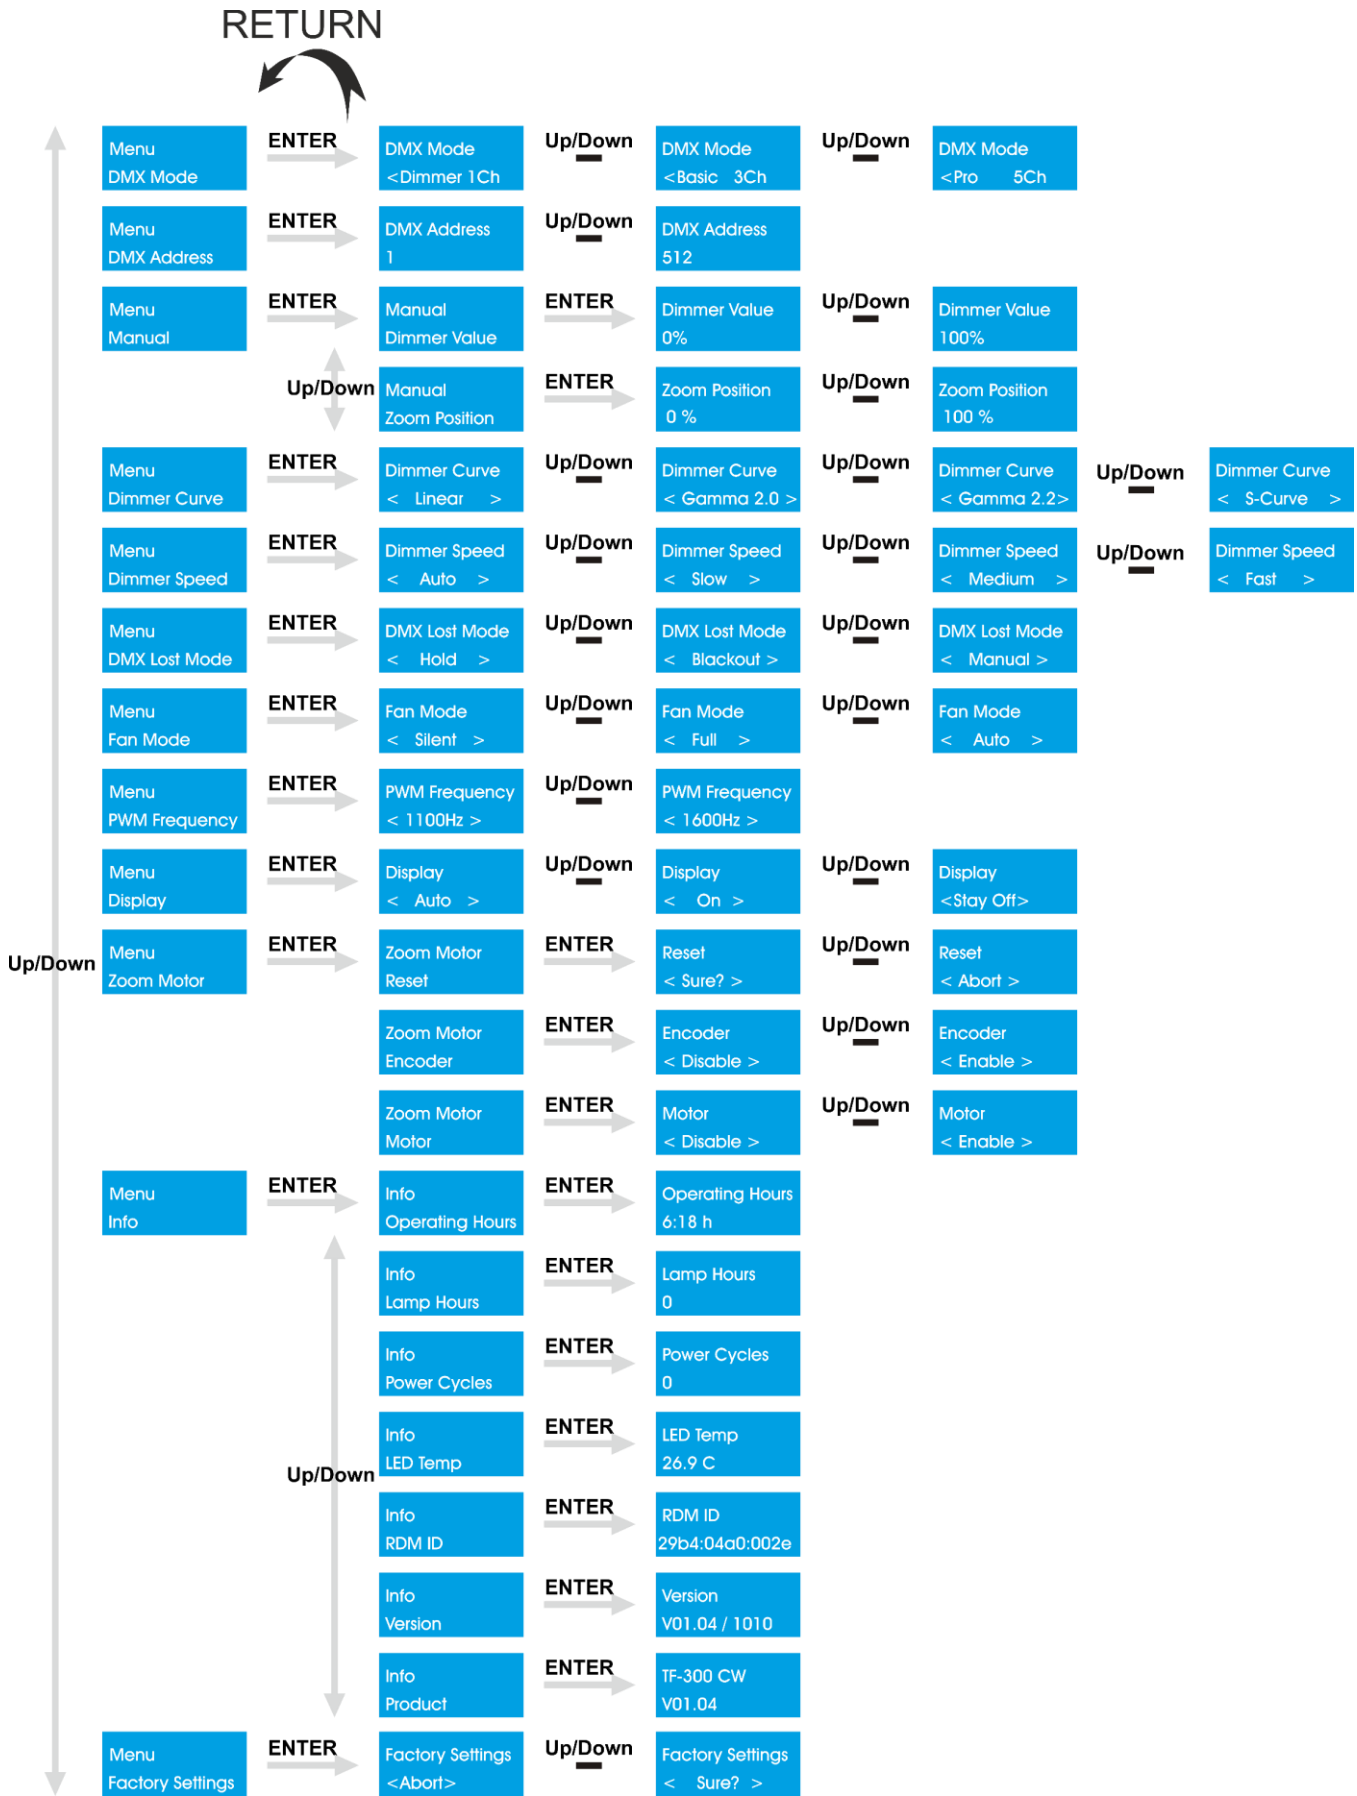 RETURN
Menu
DMX Mode
ENTER
DMX Mode
<Dimmer 1Ch
Up/Down
DMX Mode
<Basic 3Ch
Up/Down
DMX Mode
<Pro 5Ch
Menu
DMX Address
ENTER
DMX Address
1
Up/Down
DMX Address
512
Menu
Manual
ENTER
Manual
Dimmer Value
ENTER
Dimmer Value
0%
Up/Down
Dimmer Value
100%
Up/Down
Manual
Zoom Position
ENTER
Zoom Position
0 %
Up/Down
Zoom Position
100 %
Menu
Dimmer Curve
ENTER
Dimmer Curve
< Linear >
Up/Down
Dimmer Curve
< Gamma 2.0 >
Up/Down
Dimmer Curve
< Gamma 2.2>
Up/Down
Dimmer Curve
< S-Curve >
Menu
Dimmer Speed
ENTER
Dimmer Speed
< Auto >
Up/Down
Dimmer Speed
< Slow >
Up/Down
Dimmer Speed
< Medium >
Up/Down
Dimmer Speed
< Fast >
Menu
DMX Lost Mode
ENTER
DMX Lost Mode
< Hold >
Up/Down
DMX Lost Mode
< Blackout >
Up/Down
DMX Lost Mode
< Manual >
Menu
Fan Mode
ENTER
Fan Mode
< Silent >
Up/Down
Fan Mode
< Full >
Up/Down
Fan Mode
< Auto >
Menu
PWM Frequency
ENTER
PWM Frequency
< 1100Hz >
Up/Down
PWM Frequency
< 1600Hz >
Menu
Display
ENTER
Display
< Auto >
Up/Down
Display
< On >
Up/Down
Display
<Stay Off>
Up/Down
Menu
Zoom Motor
ENTER
Zoom Motor
Reset
ENTER
Reset
< Sure? >
Up/Down
Reset
< Abort >
Zoom Motor
Encoder
ENTER
Encoder
< Disable >
Up/Down
Encoder
< Enable >
Zoom Motor
Motor
ENTER
Motor
< Disable >
Up/Down
Motor
< Enable >
Menu
Info
ENTER
Info
Operating Hours
ENTER
Operating Hours
6:18 h
Info
Lamp Hours
ENTER
Lamp Hours
0
Info
Power Cycles
ENTER
Power Cycles
0
Up/Down
Info
LED Temp
ENTER
LED Temp
26.9 C
Info
RDM ID
ENTER
RDM ID
29b4:04a0:002e
Info
Version
ENTER
Version
V01.04 / 1010
Info
Product
ENTER
TF-300 CW
V01.04
Menu
Factory Settings
ENTER
Factory Settings
<Abort>
Up/Down
Factory Settings
< Sure? >